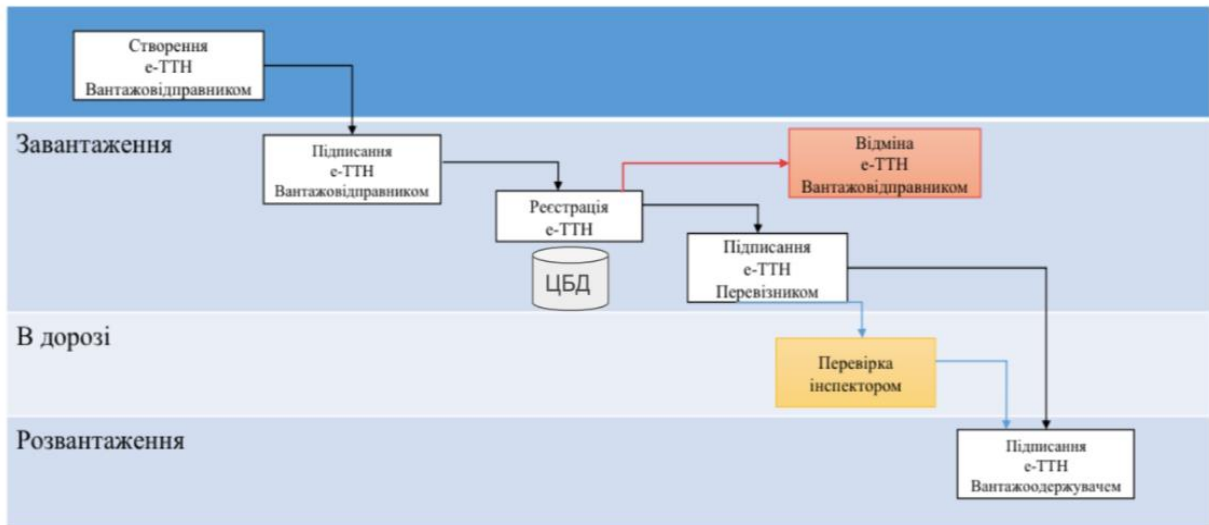 Створення
е-ТТН
Вантажовідправником
Завантаження
Підписання
е-ТТН
Вантажовідправником
Відміна
е-ТТН
Вантажовідправником
Реєстрація
е-ТТН
ЦБД
Підписання
е-ТТН
Перевізником
В дорозі
Перевірка
інспектором
Розвантаження
Підписання
е-ТТН
Вантажоодержувачем